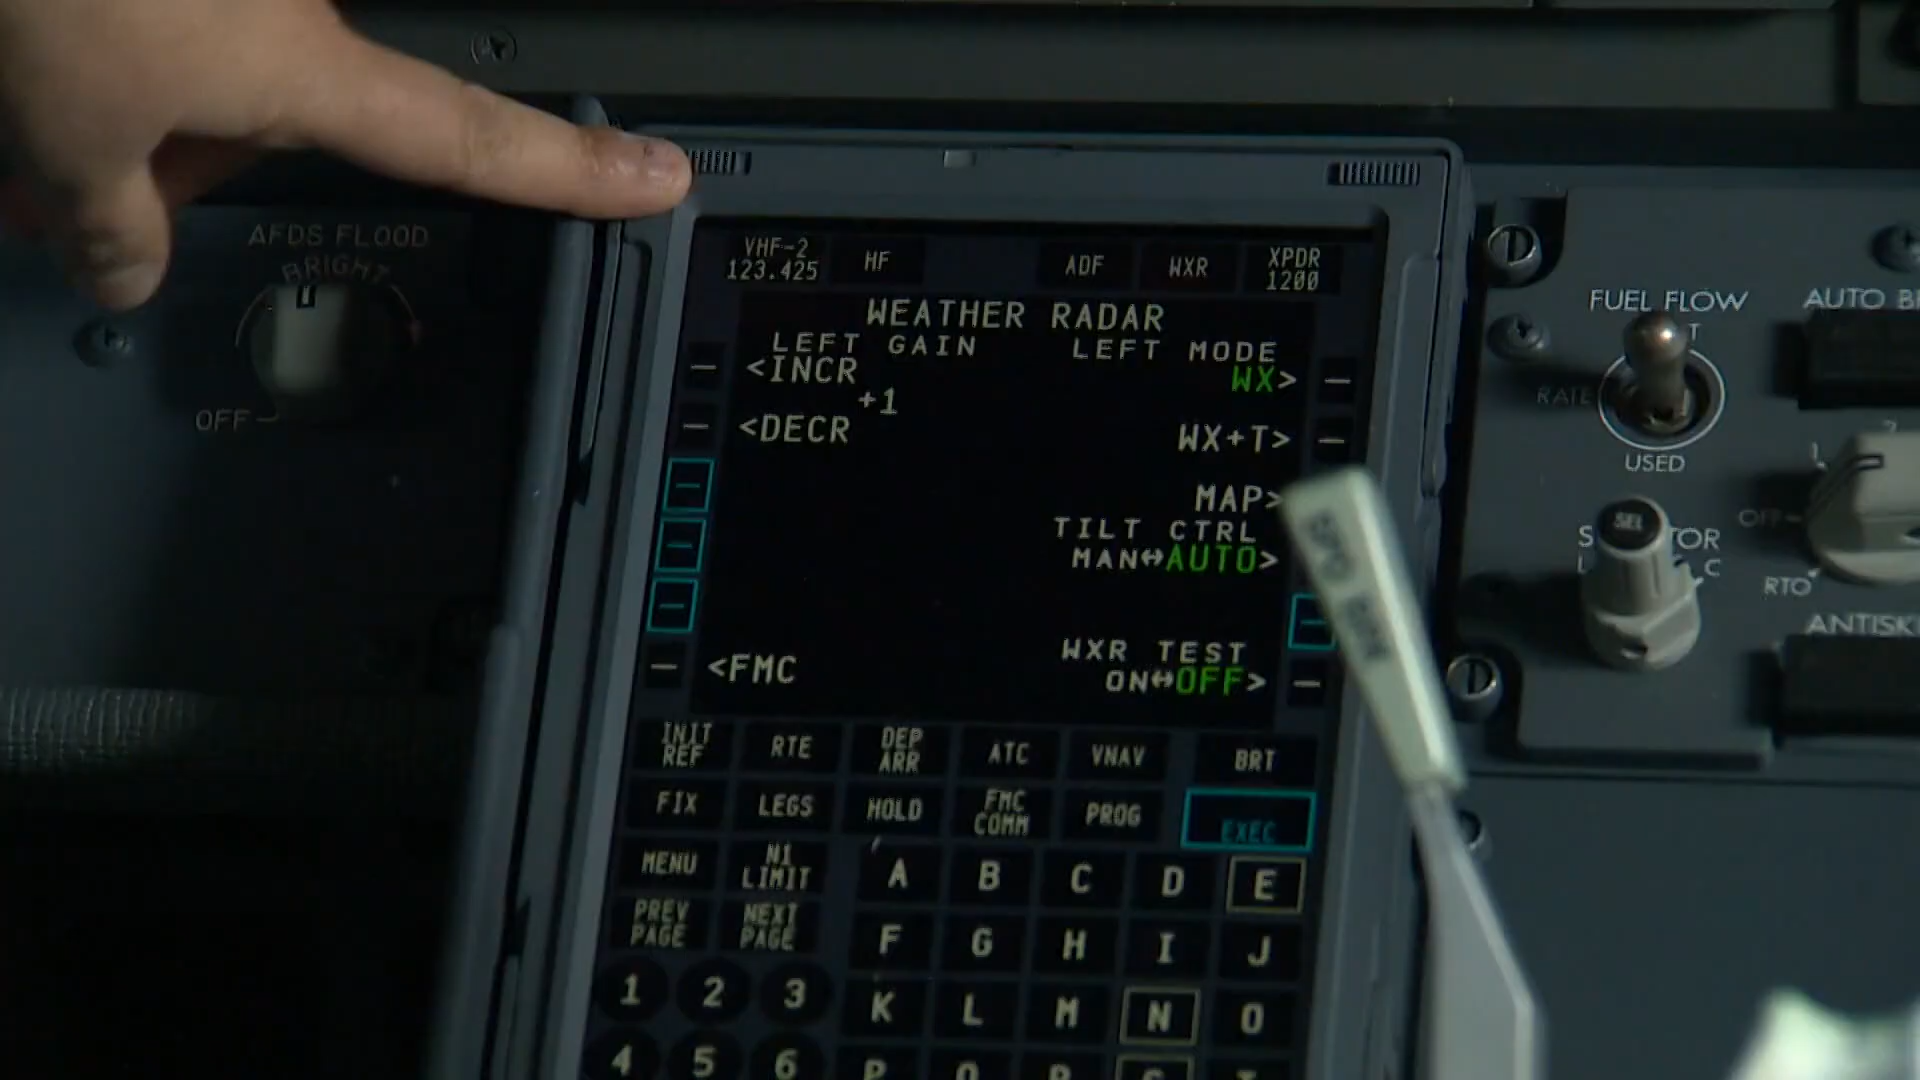 AFDS FLOOD
BRIGHT
OFF
VHF-2
123.425
HF
ADF
WXR
XPDR
1200
WEATHER RADAR
LEFT GAIN
LEFT MODE
<INCR
WX>
+1
<DECR
WX+T>
MAP>
TILT CTRL
MAN↔AUTO>
WXR TEST
<FMC
ON↔OFF>
INIT
REF
RTE
DEP
ARR
ATC
VNAV
BRT
FIX
LEGS
HOLD
FMC
COMM
PROG
EXEC
MENU
N1
LIMIT
A B C D E
PREV
PAGE
NEXT
PAGE
F G H I J
1 2 3
K L M N O
4 5 6
FUEL FLOW
RATE
USED
SEL
C
AUTO
OFF
RTO
ANTISK